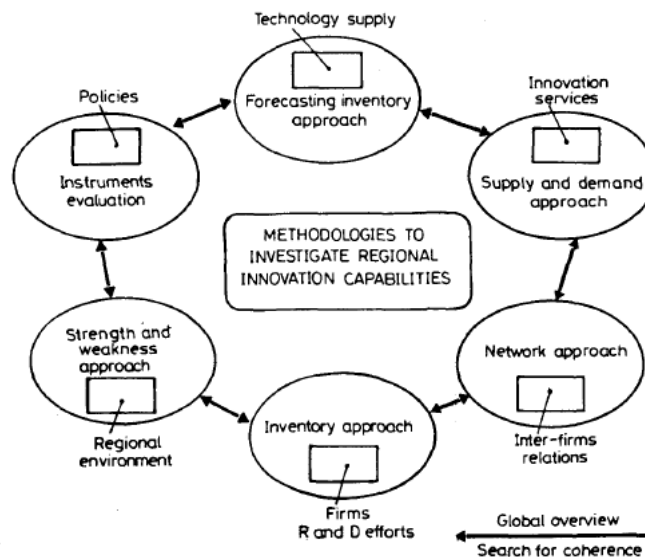 Technology supply
Forecasting inventory
approach
Policies
Instruments
evaluation
Innovation
services
Supply and demand
approach
METHODOLOGIES TO
INVESTIGATE REGIONAL
INNOVATION CAPABILITIES
Strength and
weakness
approach
Regional
environment
Network approach
Inter-firms
relations
Inventory approach
Firms
R and D efforts
Global overview
Search for coherence